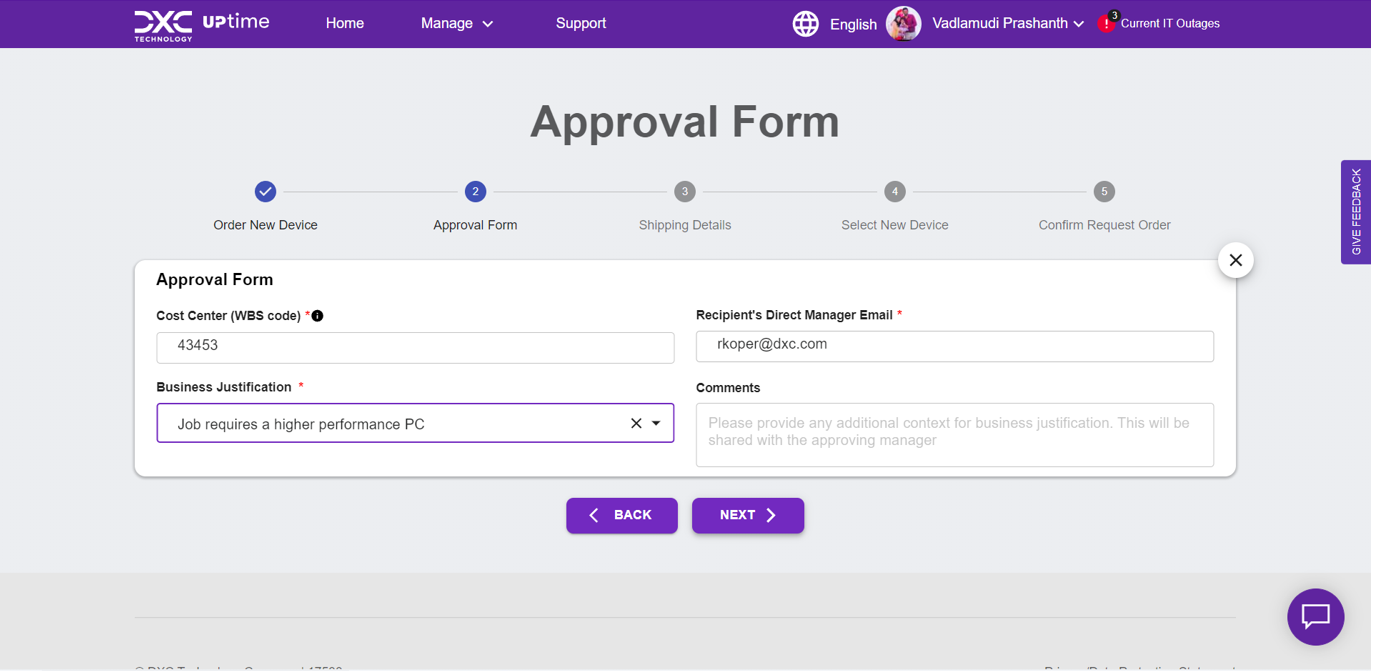 DXC TECHNOLOGY UPtime Home Manage Support English Vadlamudi Prashanth ! 3 Current IT Outages
Approval Form
2 3 4 5
Order New Device Approval Form Shipping Details Select New Device Confirm Request Order
GIVE FEEDBACK
Approval Form
Cost Center (WBS code) * i Recipient's Direct Manager Email *
43453 rkoper@dxc.com
Business Justification * Comments
Job requires a higher performance PC
Please provide any additional context for business justification. This will be
shared with the approving manager
BACK NEXT